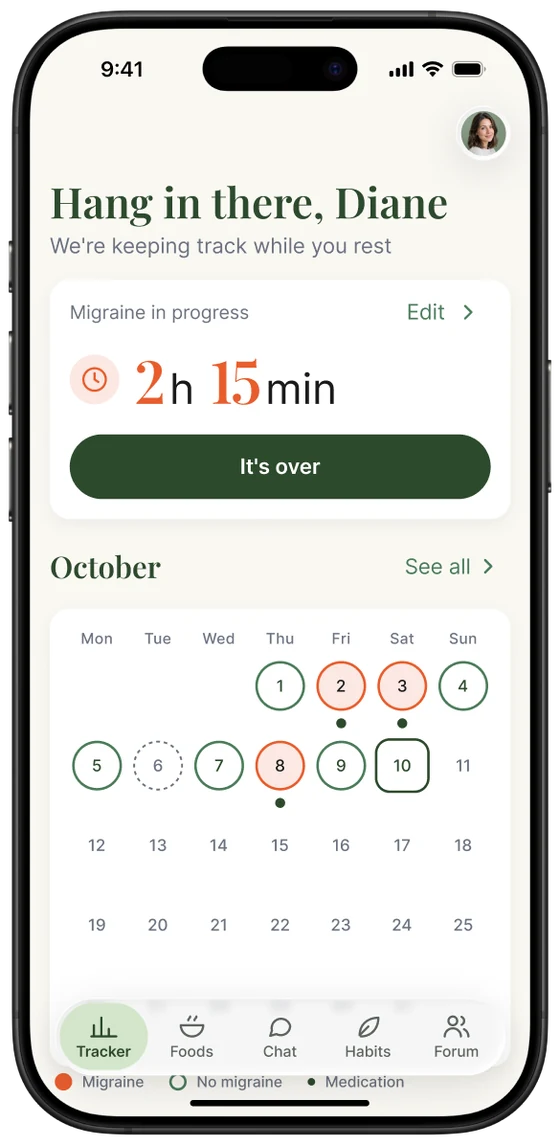 9:41
Hang in there, Diane
We're keeping track while you rest
Migraine in progress Edit
2 h 15 min
It's over
October See all
Mon Tue Wed Thu Fri Sat Sun
1 2 3 4
5 6 7 8 9 10 11
12 13 14 15 16 17 18
19 20 21 22 23 24 25
Tracker Foods Chat Habits Forum
Migraine No migraine Medication